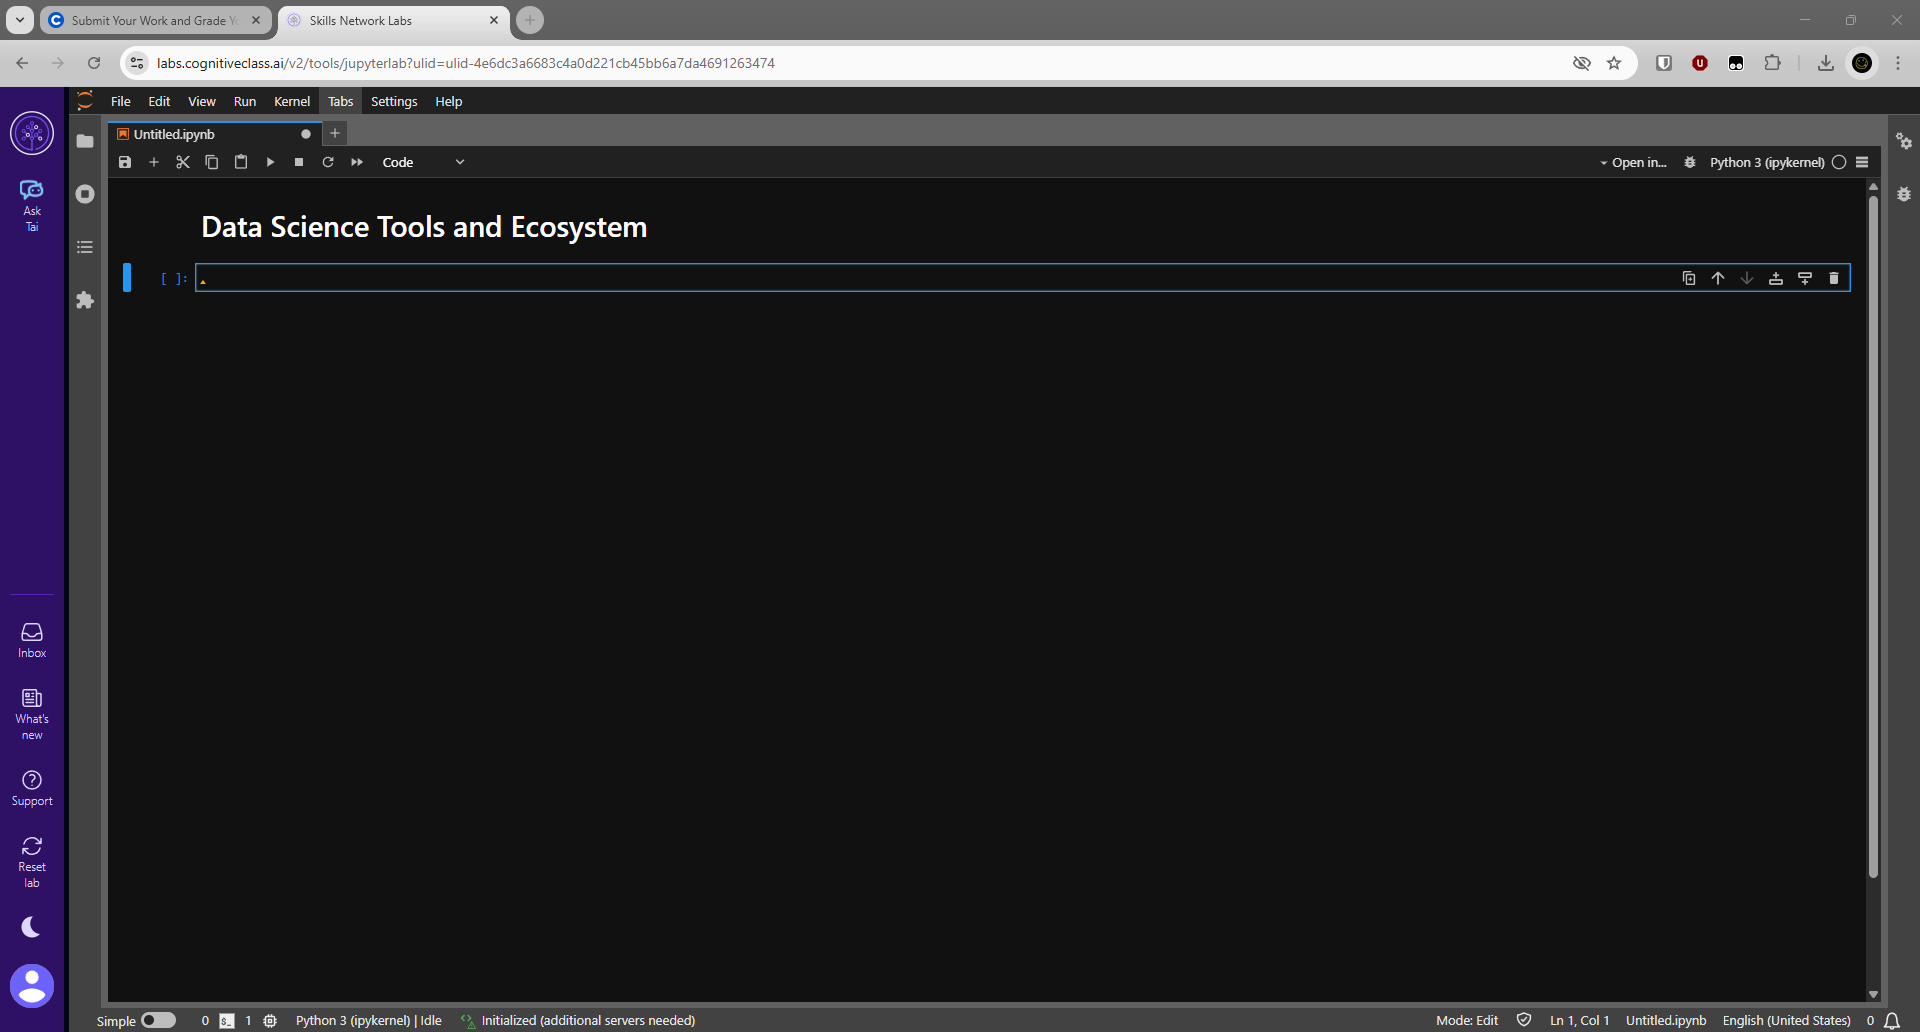 Submit Your Work and Grade Y
Skills Network Labs
labs.cognitiveclass.ai/v2/tools/jupyterlab?ulid=ulid-4e6dc3a6683c4a0d221cb45bb6a7da4691263474
File Edit View Run Kernel Tabs Settings Help
Untitled.ipynb
Code
Open in...
Python 3 (ipykernel)
Ask
Tai
Data Science Tools and Ecosystem
[ ]:
Inbox
What's
new
Support
Reset
lab
Simple 0 1 Python 3 (ipykernel) | Idle Initialized (additional servers needed) Mode: Edit Ln 1, Col 1 Untitled.ipynb English (United States) 0